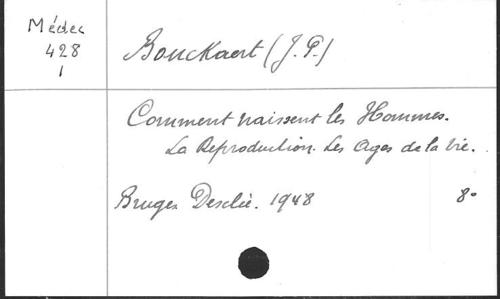 Médec
428
1
Bouckaert (J. P.)
Comment naissent les Hommes.
La Reproduction. Les Ages de la Vie.
Bruges Desclée. 1948 8°